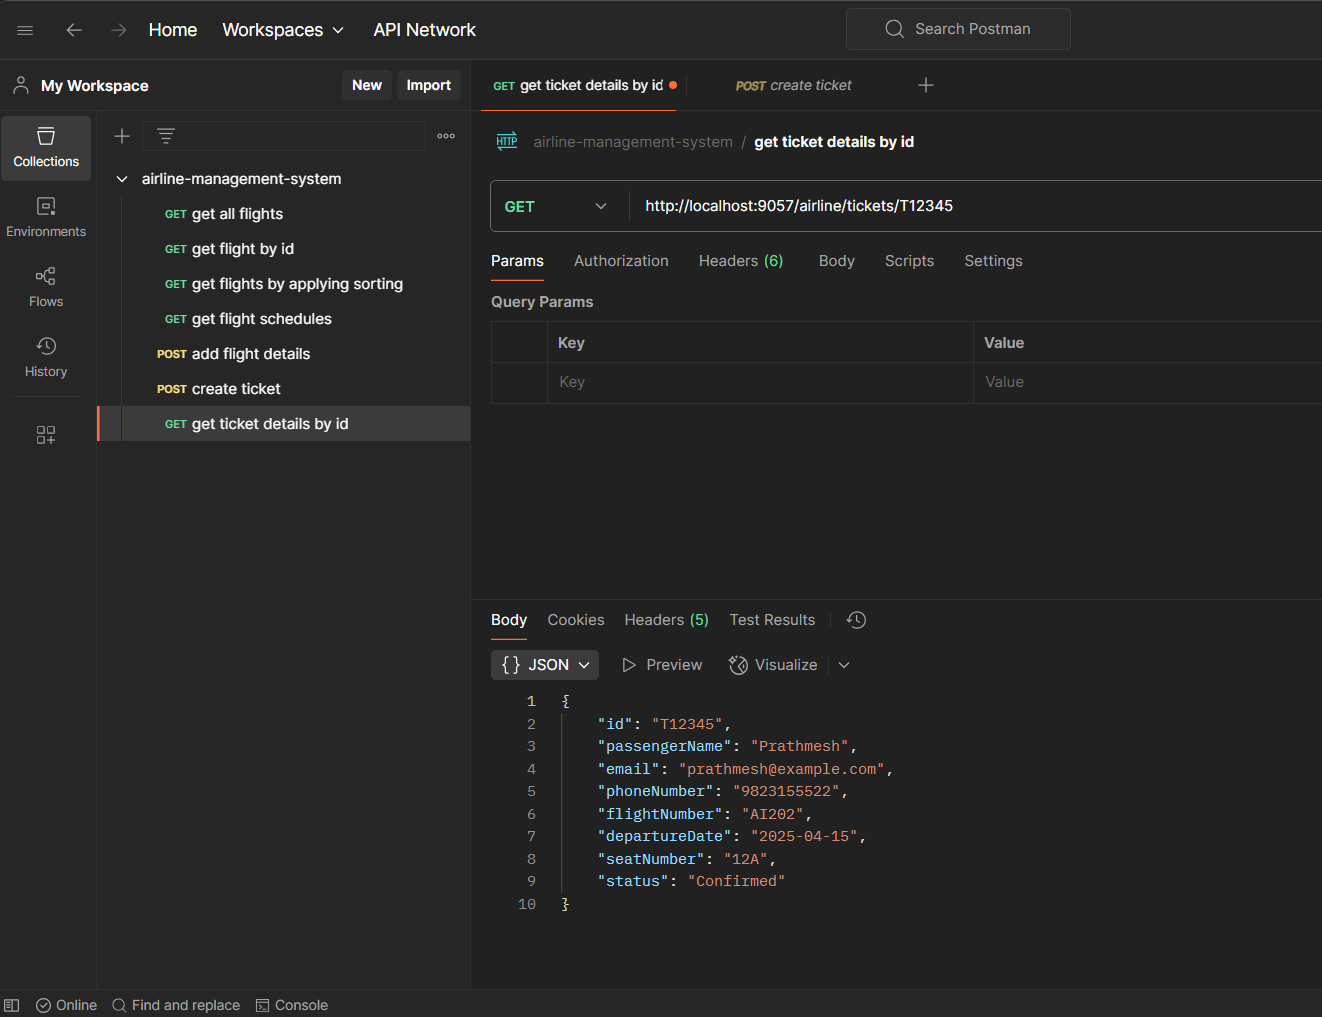 Home Workspaces API Network Search Postman
My Workspace New Import
GET get ticket details by id POST create ticket
Collections
Environments
Flows
History
airline-management-system
GET get all flights
GET get flight by id
GET get flights by applying sorting
GET get flight schedules
POST add flight details
POST create ticket
GET get ticket details by id
HTTP airline-management-system / get ticket details by id
GET http://localhost:9057/airline/tickets/T12345
Params Authorization Headers (6) Body Scripts Settings
Query Params
Key Value
Key Value
Body Cookies Headers (5) Test Results
{} JSON Preview Visualize
1 {
2 "id": "T12345",
3 "passengerName": "Prathmesh",
4 "email": "prathmesh@example.com",
5 "phoneNumber": "9823155522",
6 "flightNumber": "AI202",
7 "departureDate": "2025-04-15",
8 "seatNumber": "12A",
9 "status": "Confirmed"
10 }
Online Find and replace Console